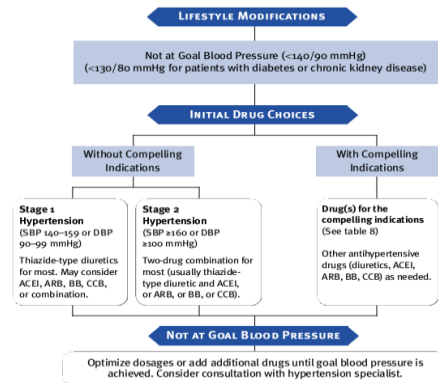 LIFESTYLE MODIFICATIONS
Not at Goal Blood Pressure (<140/90 mmHg)
(<130/80 mmHg for patients with diabetes or chronic kidney disease)
INITIAL DRUG CHOICES
Without Compelling
Indications
With Compelling
Indications
Stage 1
Hypertension
(SBP 140–159 or DBP
90–99 mmHg)
Thiazide-type diuretics
for most. May consider
ACEI, ARB, BB, CCB,
or combination.
Stage 2
Hypertension
(SBP ≥160 or DBP
≥100 mmHg)
Two-drug combination for
most (usually thiazide-
type diuretic and ACEI,
or ARB, or BB, or CCB).
Drug(s) for the
compelling indications
(See table 8)
Other antihypertensive
drugs (diuretics, ACEI,
ARB, BB, CCB) as needed.
NOT AT GOAL BLOOD PRESSURE
Optimize dosages or add additional drugs until goal blood pressure is
achieved. Consider consultation with hypertension specialist.